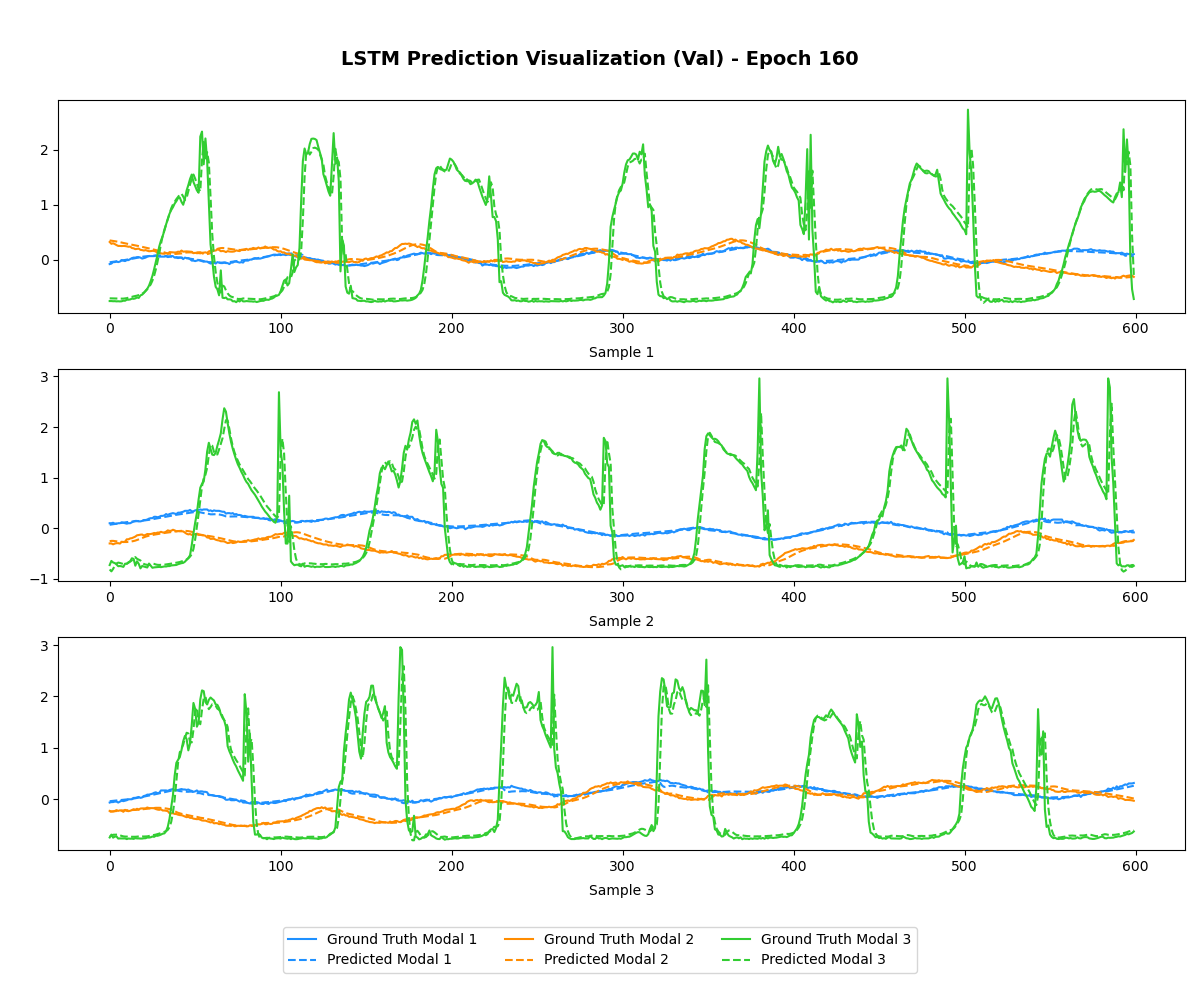 LSTM Prediction Visualization (Val) - Epoch 160
2
1
0
0 100 200 300 400 500 600
Sample 1
3
2
1
0
−1
0 100 200 300 400 500 600
Sample 2
3
2
1
0
0 100 200 300 400 500 600
Sample 3
Ground Truth Modal 1 Ground Truth Modal 2 Ground Truth Modal 3
Predicted Modal 1 Predicted Modal 2 Predicted Modal 3